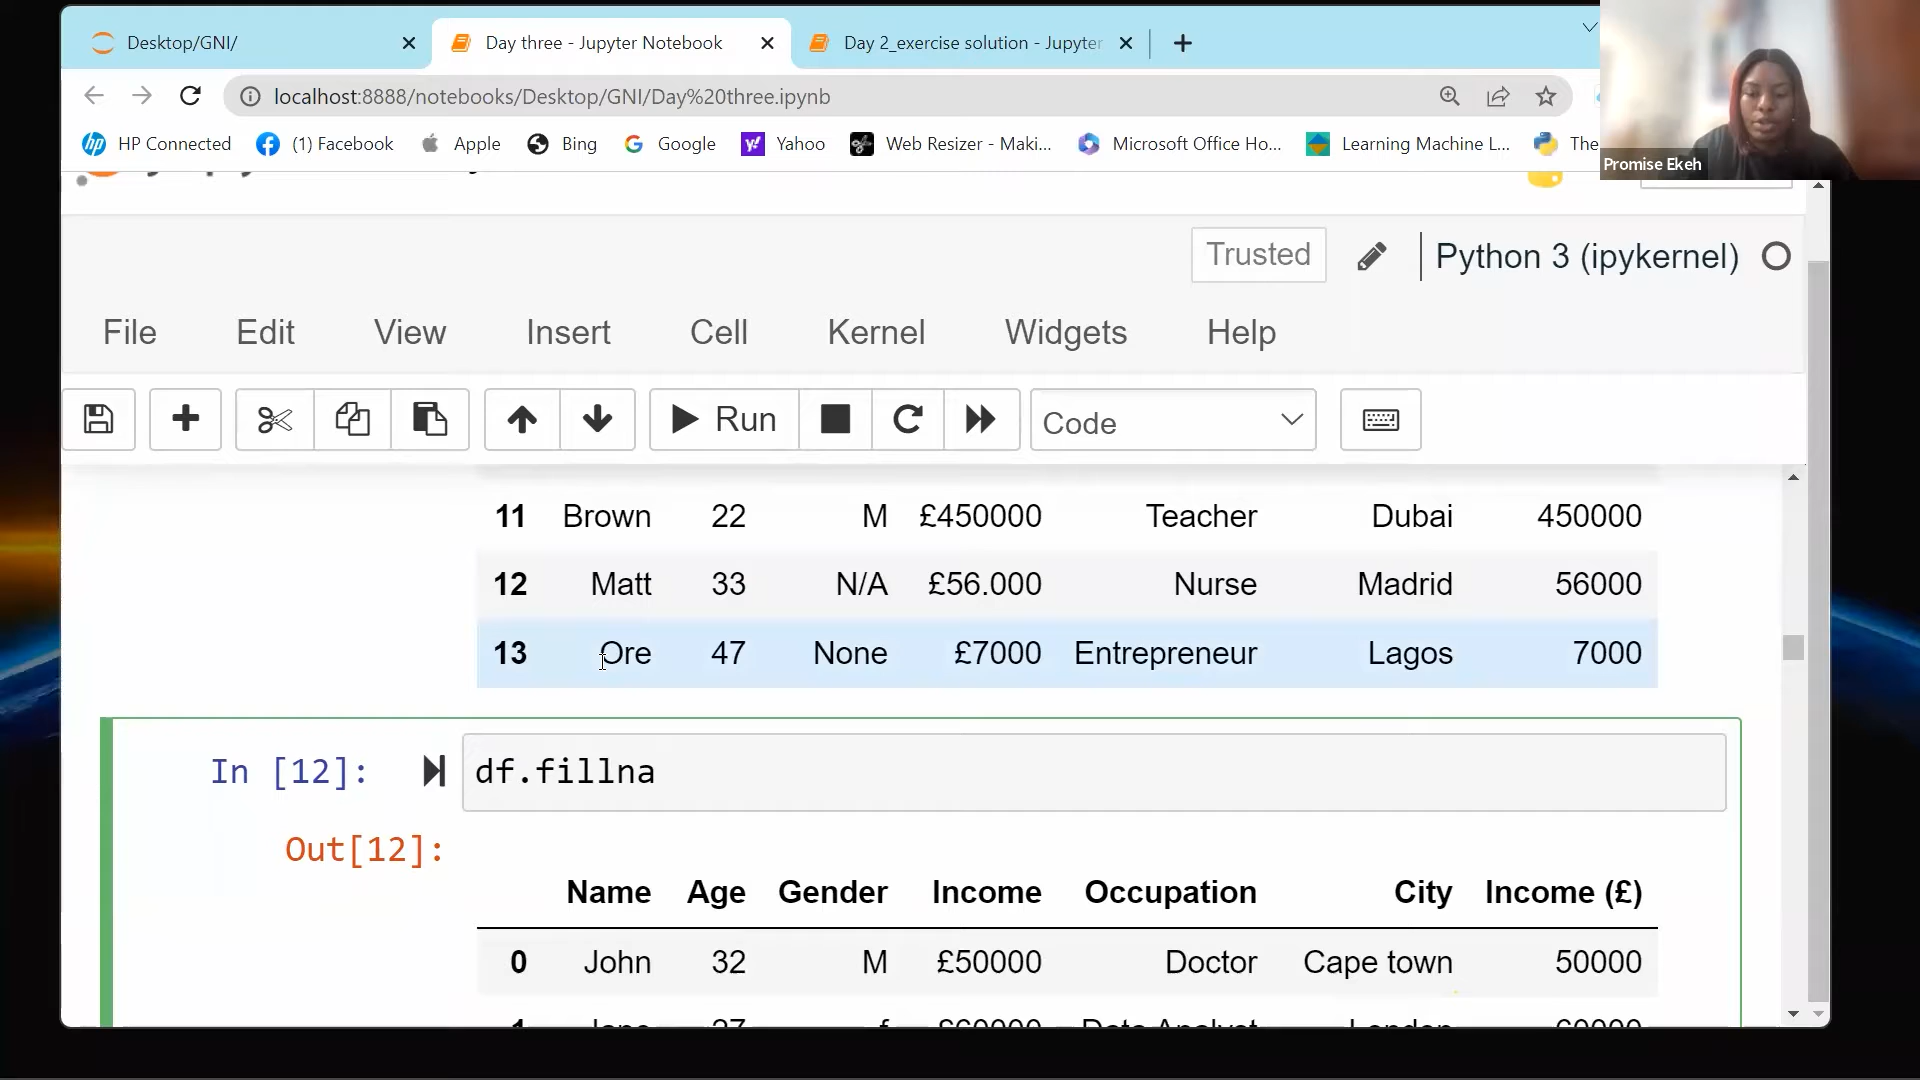 Desktop/GNI/
Day three - Jupyter Notebook
Day 2_exercise solution - Jupyter
localhost:8888/notebooks/Desktop/GNI/Day%20three.ipynb
HP Connected
(1) Facebook
Apple
Bing
Google
Yahoo
Web Resizer - Maki...
Microsoft Office Ho...
Learning Machine L...
The
Promise Ekeh
Trusted
Python 3 (ipykernel)
File Edit View Insert Cell Kernel Widgets Help
Run
Code
11 Brown 22 M £450000 Teacher Dubai 450000
12 Matt 33 N/A £56.000 Nurse Madrid 56000
13 Ore 47 None £7000 Entrepreneur Lagos 7000
In [12]: df.fillna
Out[12]:
Name Age Gender Income Occupation City Income (£)
0 John 32 M £50000 Doctor Cape town 50000